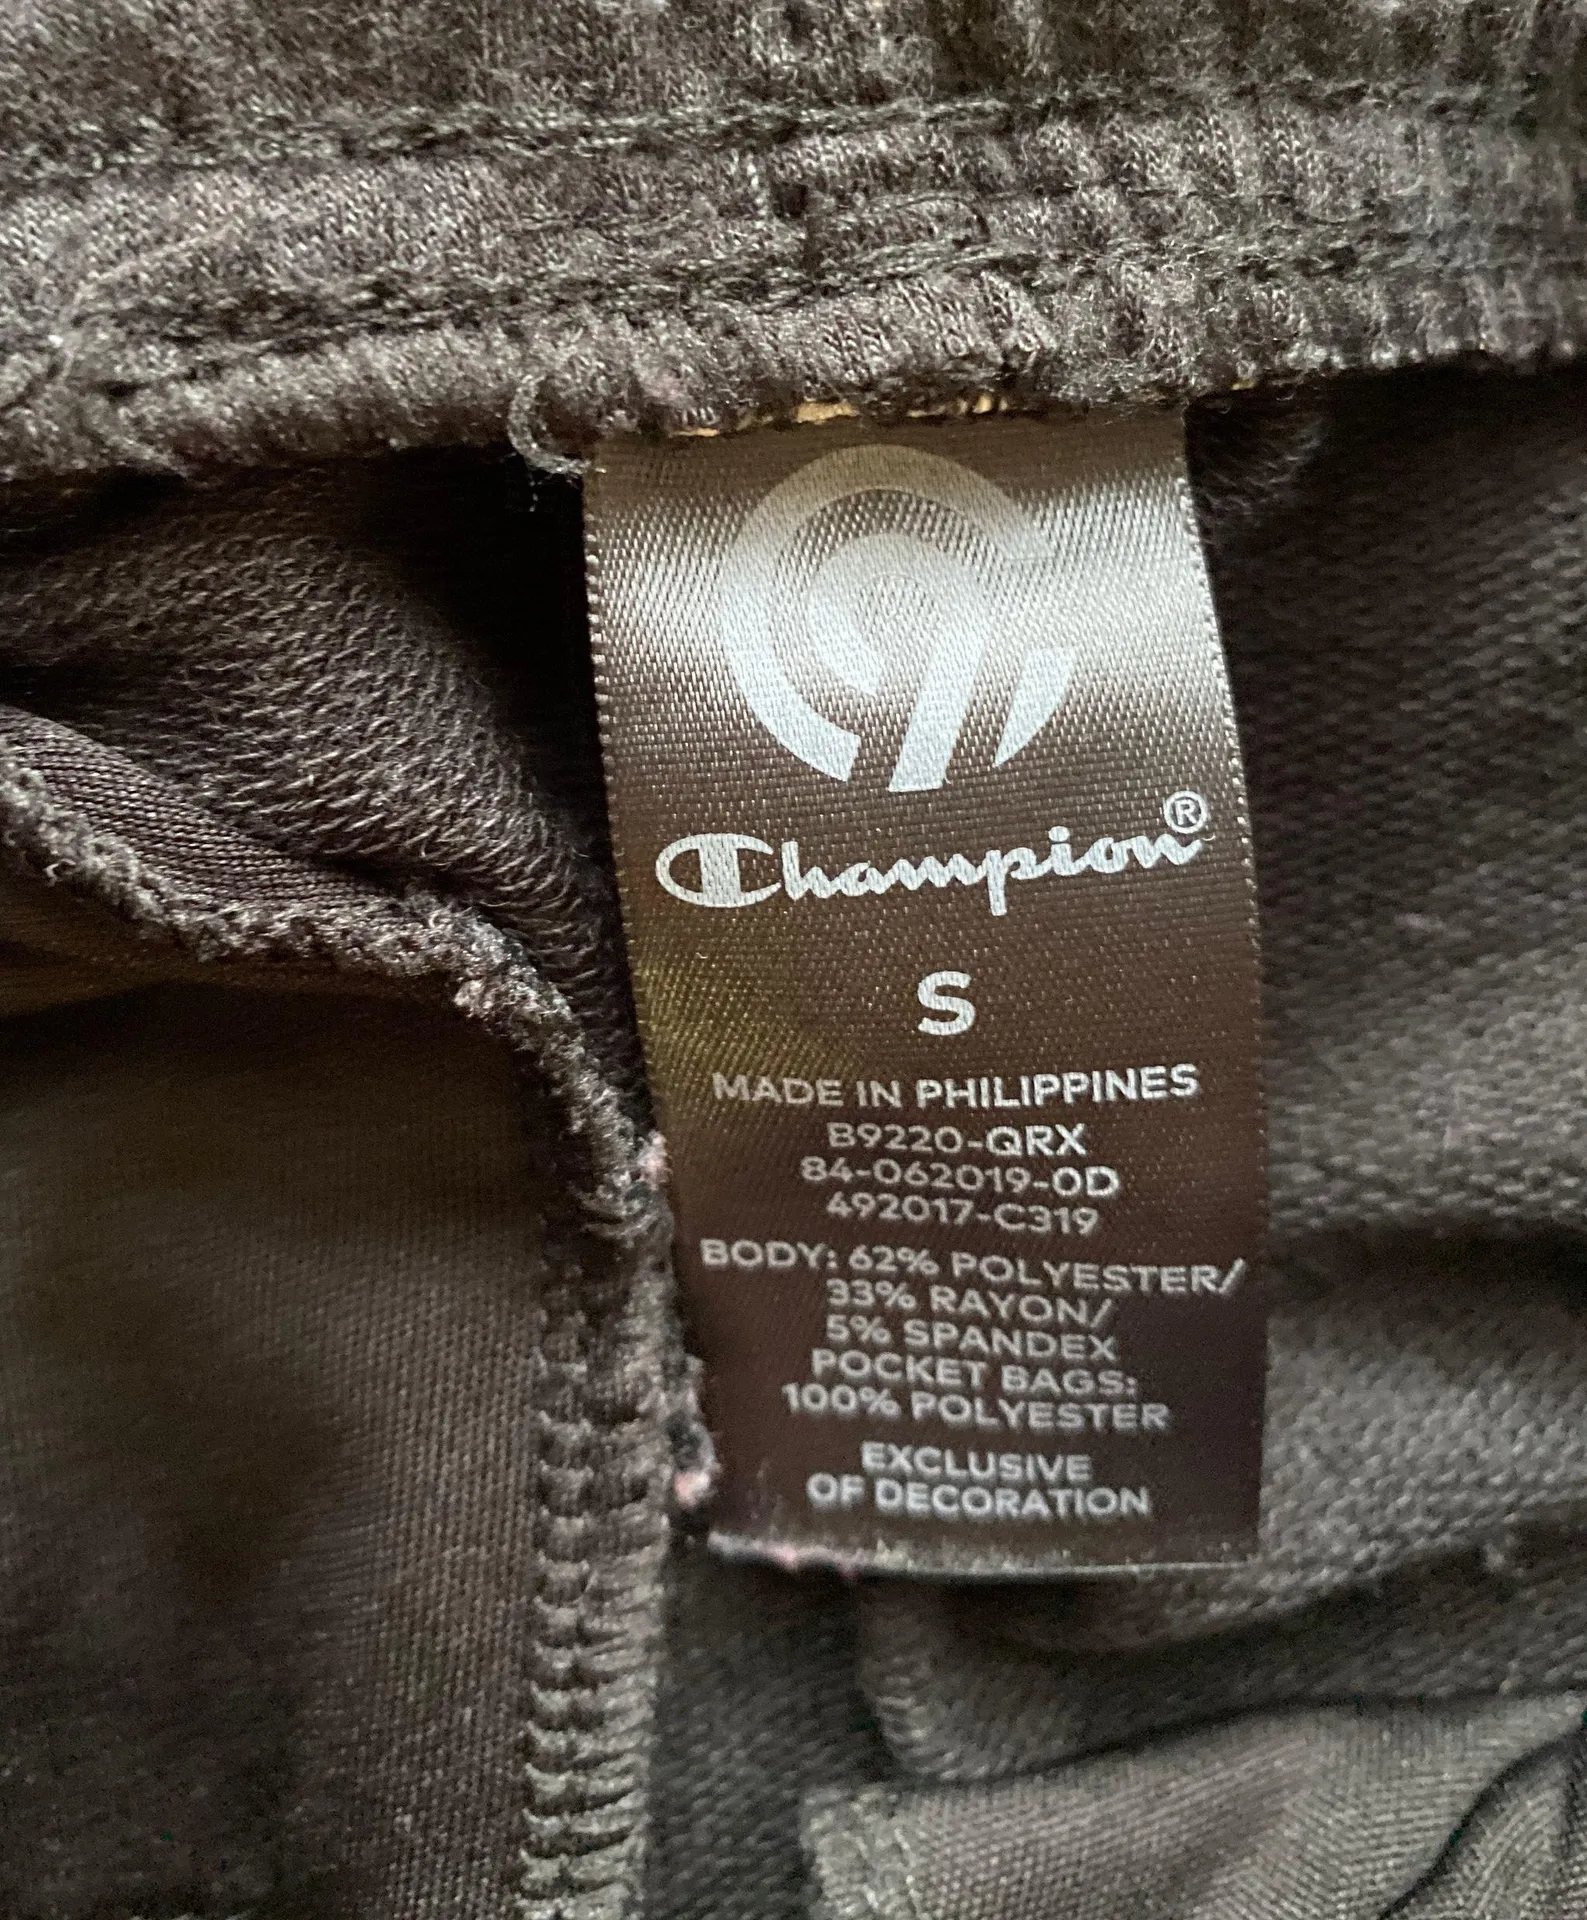 C9
Champion®
S
MADE IN PHILIPPINES
B9220-QRX
84-062019-0D
492017-C319
BODY: 62% POLYESTER/
33% RAYON/
5% SPANDEX
POCKET BAGS:
100% POLYESTER
EXCLUSIVE
OF DECORATION